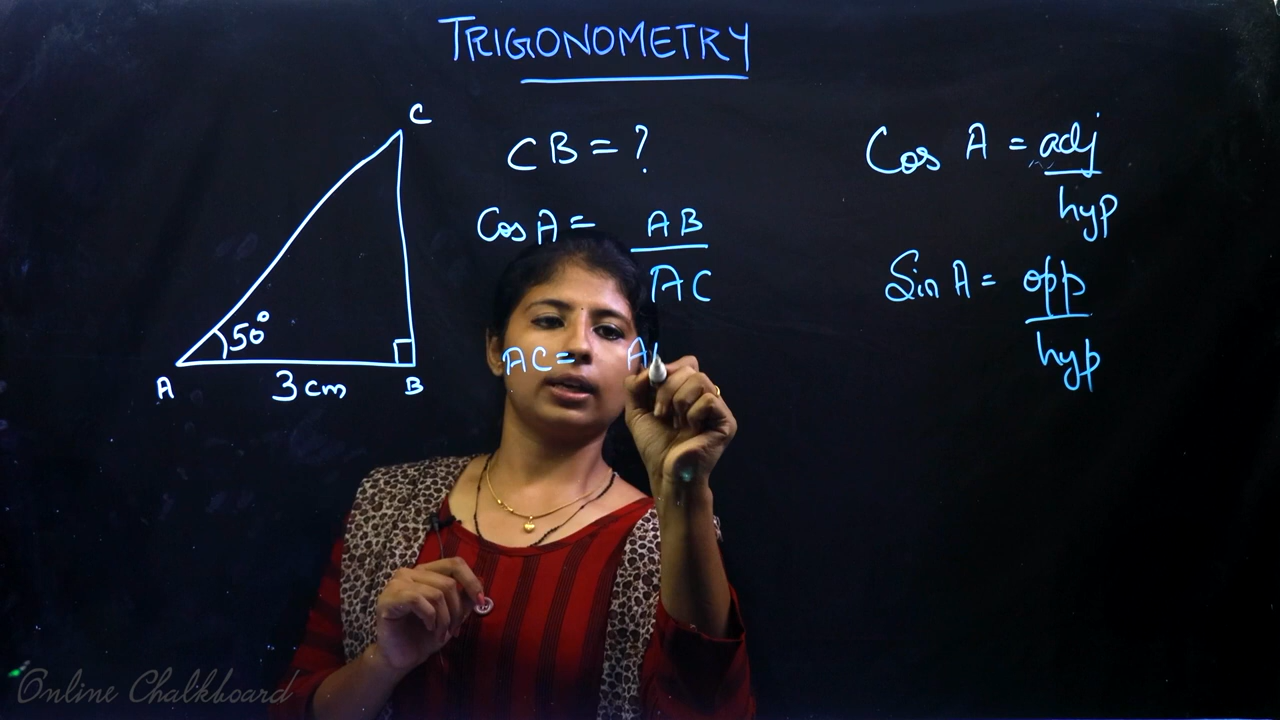 TRIGONOMETRY
C
50°
A
3 cm
B
CB = ?
Cos A = AB
AC
AC =
Cos A = adj
hyp
Sin A = opp
hyp
Online Chalkboard